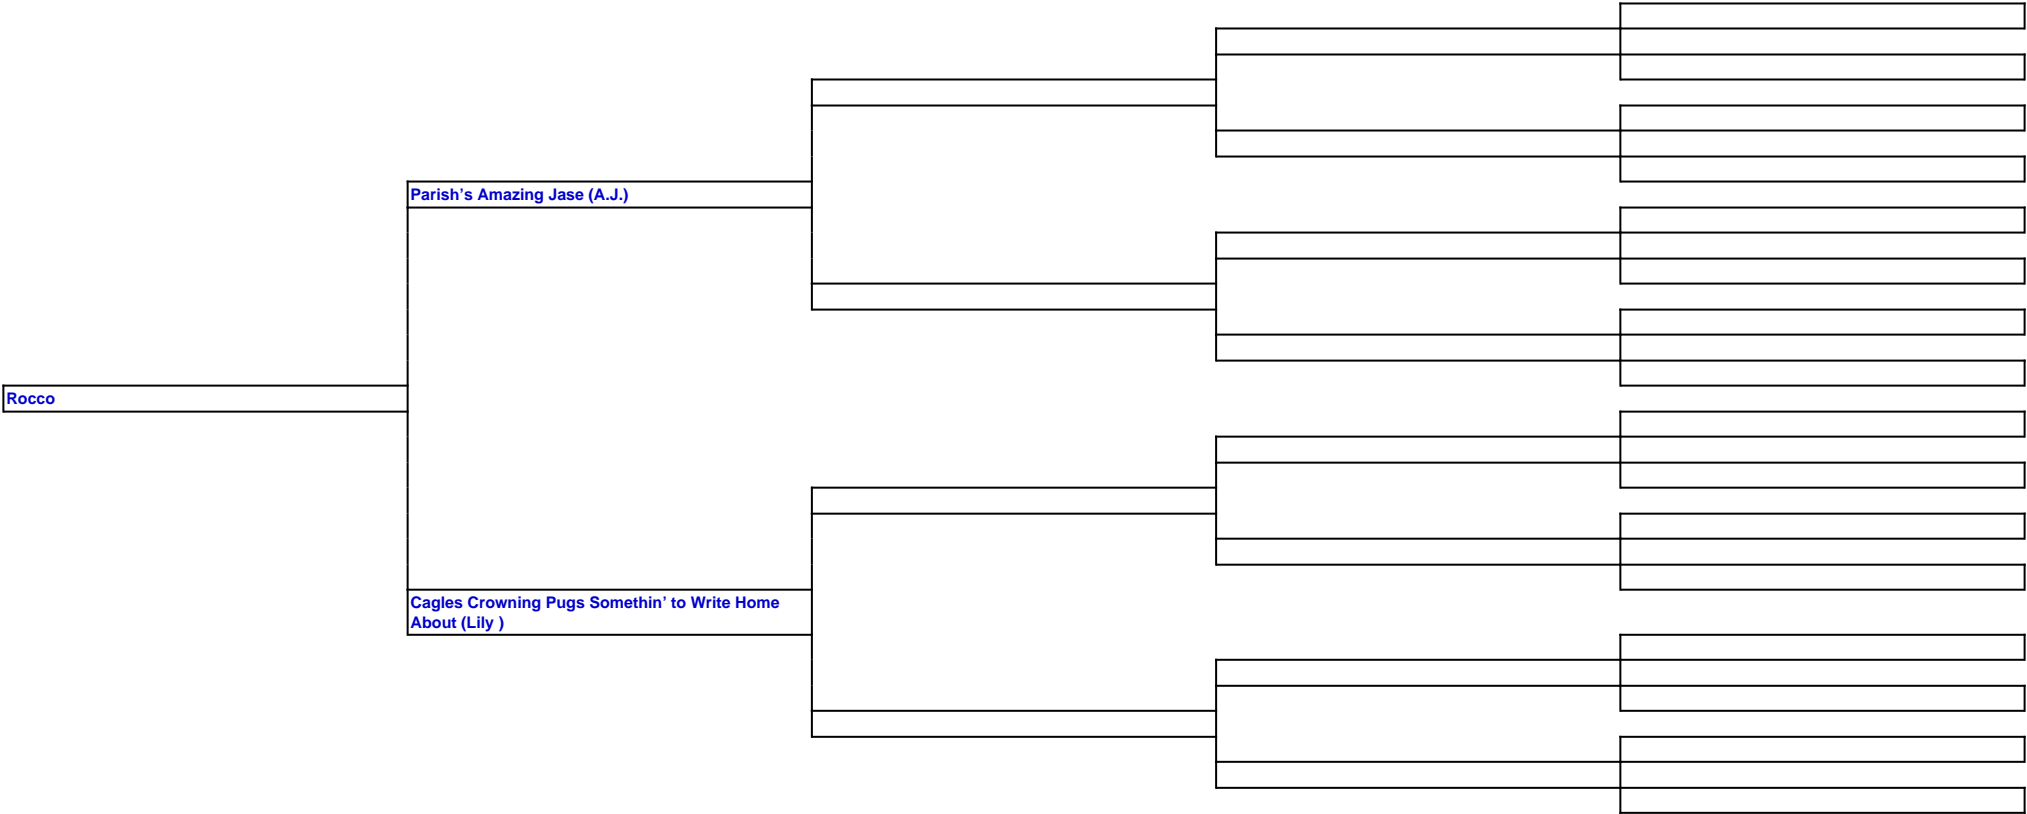 Parish’s Amazing Jase (A.J.)
Rocco
Cagles Crowning Pugs Somethin’ to Write Home
About (Lily )